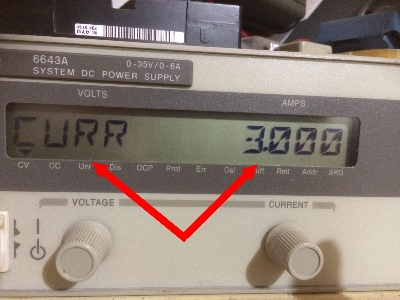 6643A 0-35V/0-6A
SYSTEM DC POWER SUPPLY
VOLTS AMPS
CURR 3.000
CV CC Unr Dis OCP Prot Err Cal Shift Rmt Addr SRQ
VOLTAGE CURRENT